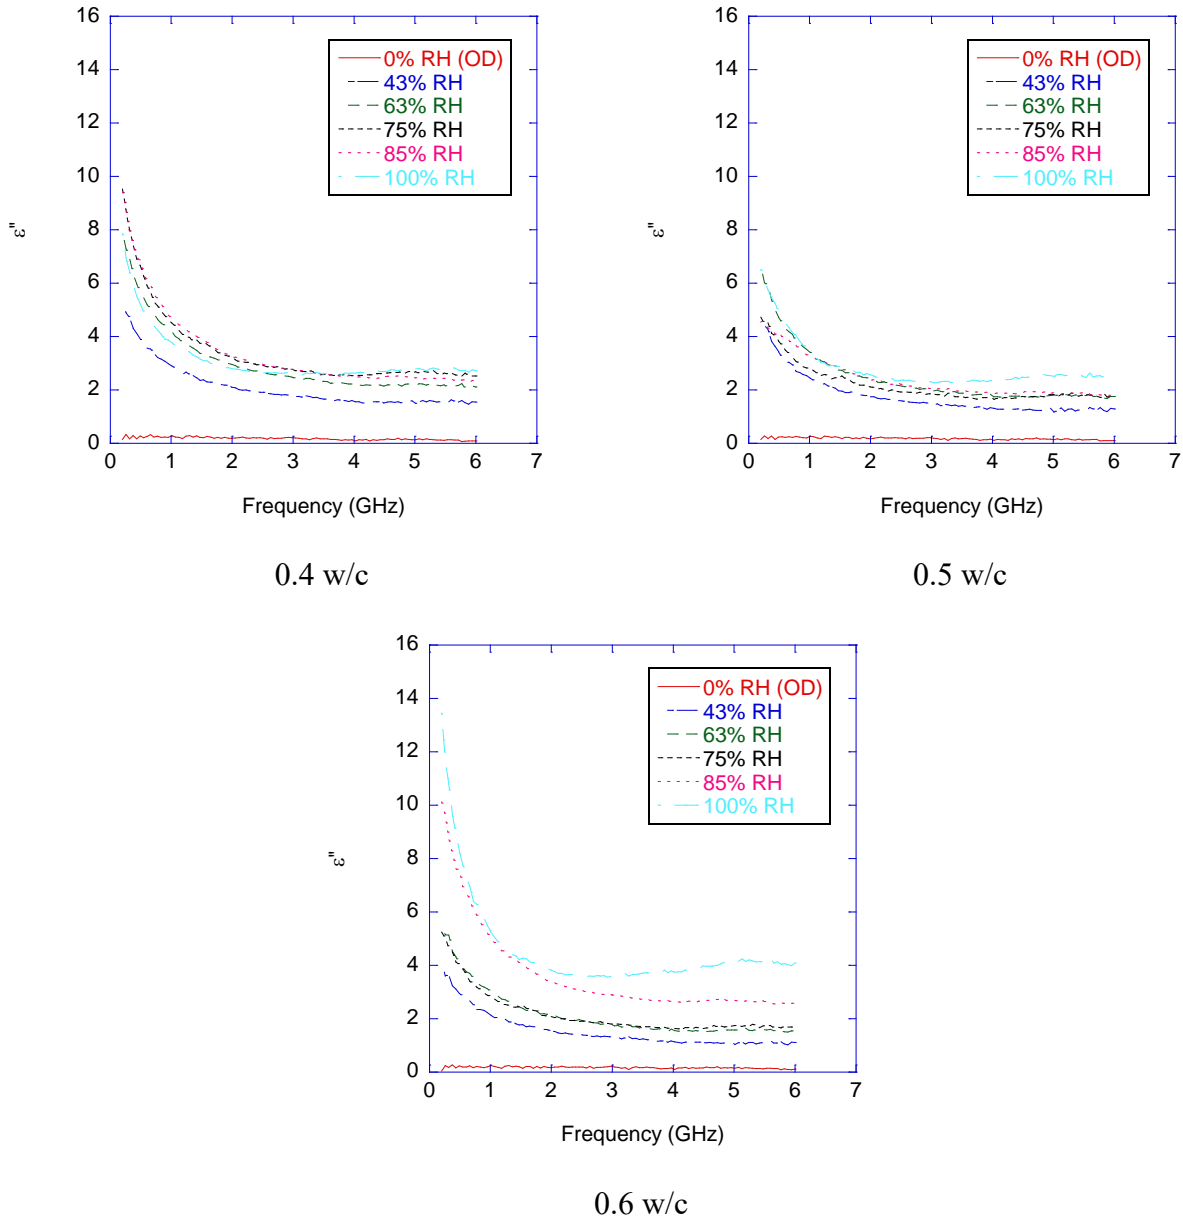 16
14
12
10
8
6
4
2
0
ε"
0% RH (OD)
43% RH
63% RH
75% RH
85% RH
100% RH
0 1 2 3 4 5 6 7
Frequency (GHz)
0.4 w/c
16
14
12
10
8
6
4
2
0
ε"
0% RH (OD)
43% RH
63% RH
75% RH
85% RH
100% RH
0 1 2 3 4 5 6 7
Frequency (GHz)
0.5 w/c
16
14
12
10
8
6
4
2
0
ε"
0% RH (OD)
43% RH
63% RH
75% RH
85% RH
100% RH
0 1 2 3 4 5 6 7
Frequency (GHz)
0.6 w/c